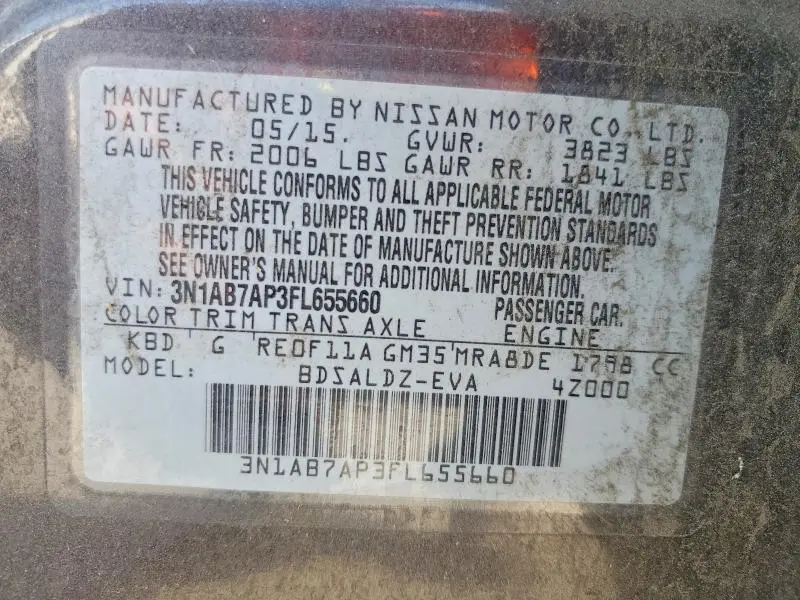 MANUFACTURED BY NISSAN MOTOR CO., LTD.
DATE: 05/15. GVWR: 3823 LBS
GAWR FR: 2006 LBS GAWR RR: 1841 LBS
THIS VEHICLE CONFORMS TO ALL APPLICABLE FEDERAL MOTOR
VEHICLE SAFETY, BUMPER AND THEFT PREVENTION STANDARDS
IN EFFECT ON THE DATE OF MANUFACTURE SHOWN ABOVE.
SEE OWNER'S MANUAL FOR ADDITIONAL INFORMATION.
VIN: 3N1AB7AP3FL655660 PASSENGER CAR.
COLOR TRIM TRANS AXLE ENGINE
KBD G RE0F11A GM35 MRA8DE 1798 CC
MODEL: BDSALDZ-EVA 4Z000
3N1AB7AP3FL655660